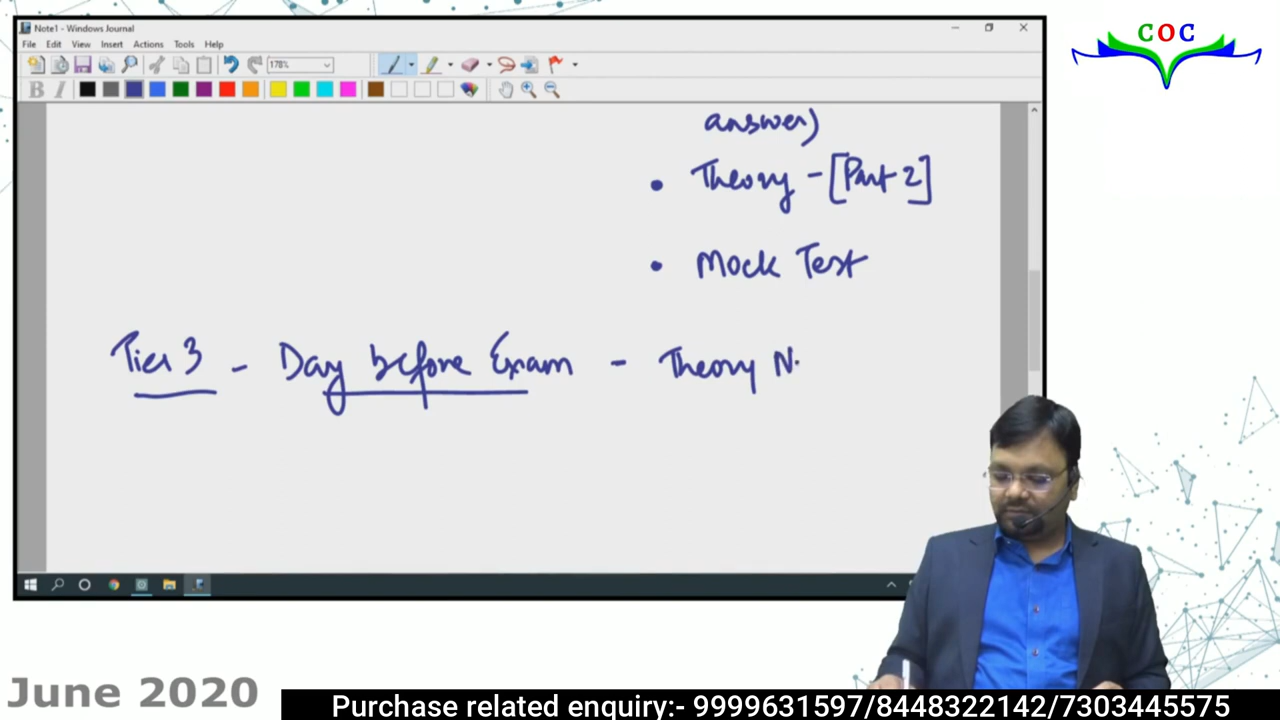 COC
Note1 - Windows Journal
File Edit View Insert Actions Tools Help
178%
B I
answer)
• Theory - [Part 2]
• Mock Test
Tier 3 - Day before Exam - Theory N.
June 2020
Purchase related enquiry:- 9999631597/8448322142/7303445575